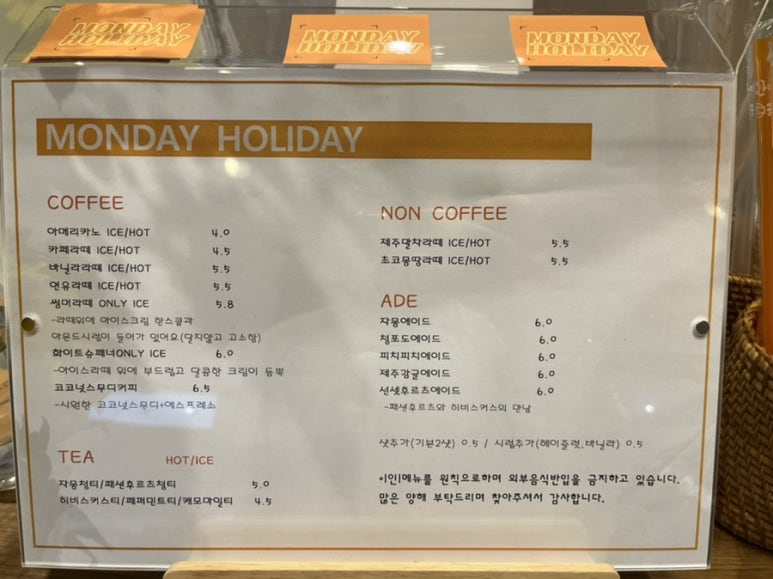 MONDAY
HOLIDAY
MONDAY
HOLIDAY
MONDAY
HOLIDAY
MONDAY HOLIDAY
COFFEE
아메리카노 ICE/HOT 4.0
카페라떼 ICE/HOT 4.5
바닐라라떼 ICE/HOT 5.5
연유라떼 ICE/HOT 5.5
썸머라떼 ONLY ICE 5.8
-라떼위에 아이스크림 한스쿱과
아몬드시럽이 들어가 있어요(달지않고 고소함)
화이트슈페너ONLY ICE 6.0
-아이스라떼 위에 부드럽고 달콤한 크림이 듬뿍
코코넛스무디커피 6.5
-시원한 코코넛스무디+에스프레소
TEA HOT/ICE
자몽첨티/패션후르츠첨티 5.0
히비스커스티/페퍼민트티/캐모마일티 4.5
NON COFFEE
제주말차라떼 ICE/HOT 5.5
초코몽땅라떼 ICE/HOT 5.5
ADE
자몽에이드 6.0
청포도에이드 6.0
피치피치에이드 6.0
제주감귤에이드 6.0
선셋후르츠에이드 6.0
-패션후르츠와 히비스커스의 만남
샷추가(기본2샷) 0.5 / 시럽추가(헤이즐럿,바닐라) 0.5
*1인1메뉴를 원칙으로하며 외부음식반입을 금지하고 있습니다.
많은 양해 부탁드리며 찾아주셔서 감사합니다.